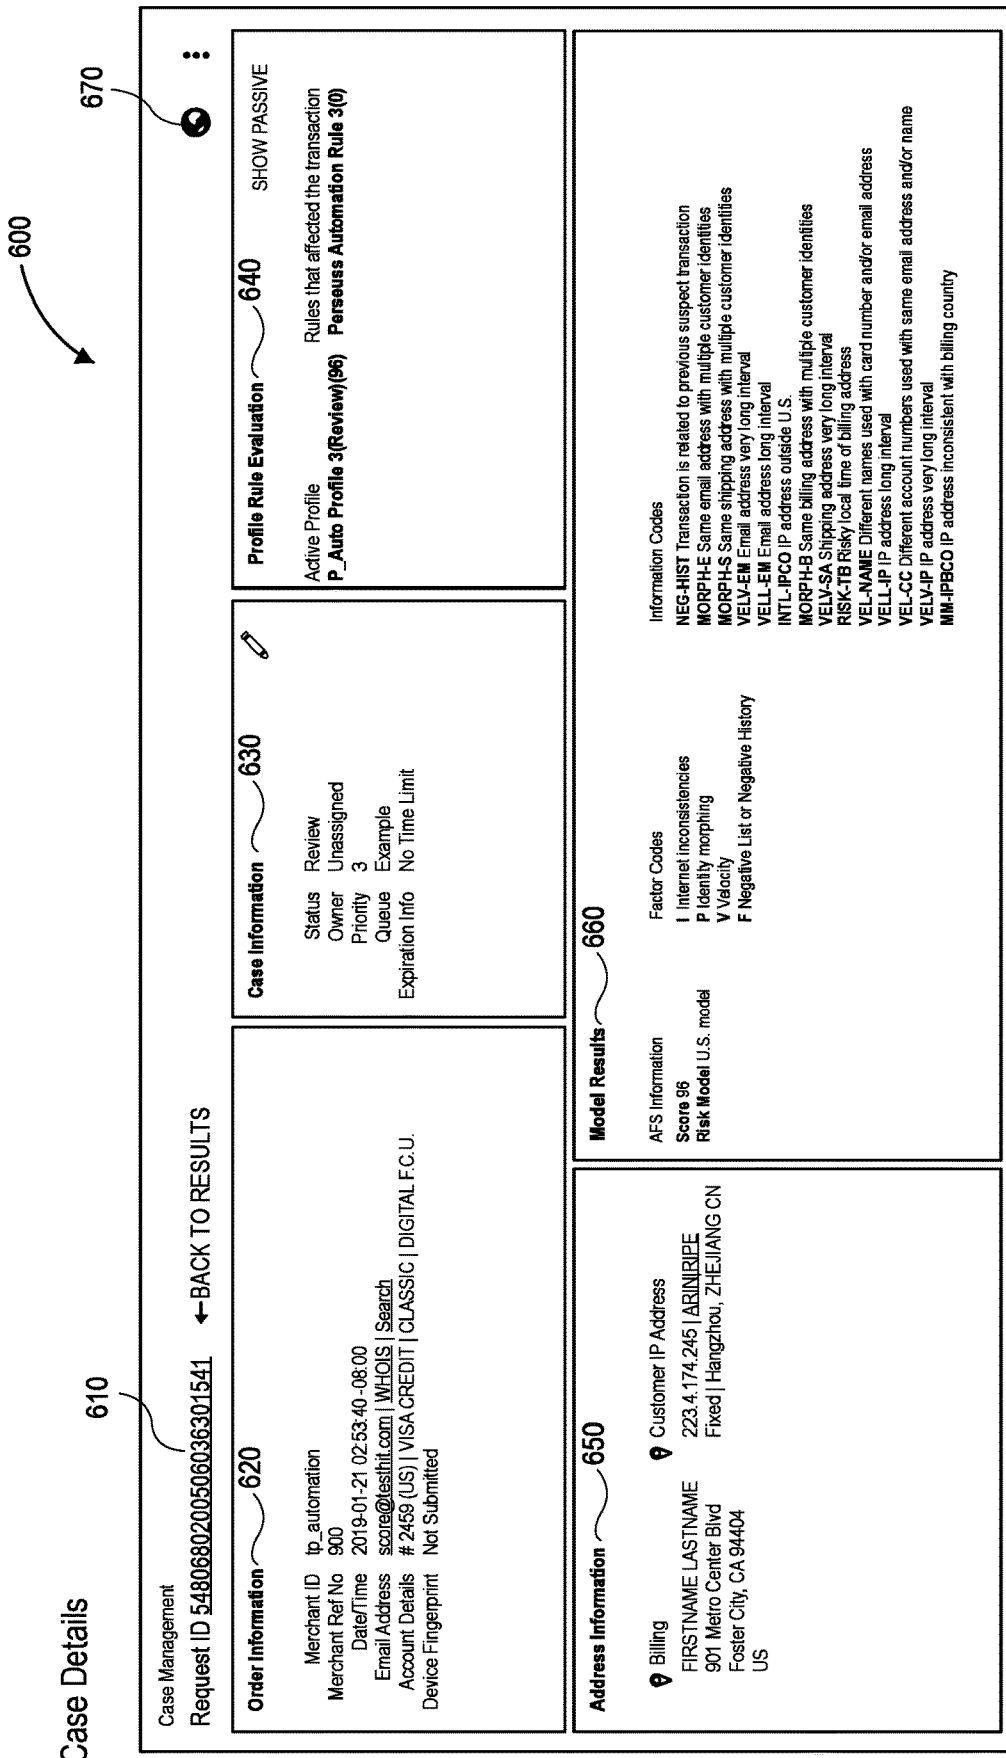 600
Case Details
670
610
Case Management
Request ID 5480680200506036301541 ←BACK TO RESULTS
Order Information 620
Merchant ID tp_automation
Merchant Ref No 900
Date/Time 2019-01-21 02:53:40 -08:00
Email Address score@testhit.com | WHOIS | Search
Account Details # 2459 (US) | VISA CREDIT | CLASSIC | DIGITAL F.C.U.
Device Fingerprint Not Submitted
Case Information 630
Status Review
Owner Unassigned
Priority 3
Queue Example
Expiration Info No Time Limit
Profile Rule Evaluation 640
SHOW PASSIVE
Active Profile Rules that affected the transaction
P_Auto Profile 3(Review)(96) Perseuss Automation Rule 3(0)
Address Information 650
Billing
FIRSTNAME LASTNAME
901 Metro Center Blvd
Foster City, CA 94404
US
Customer IP Address
223.4.174.245 | ARIN|RIPE
Fixed | Hangzhou, ZHEJIANG CN
Model Results 660
AFS Information
Score 96
Risk Model U.S. model
Factor Codes
I Internet inconsistencies
P Identity morphing
V Velocity
F Negative List or Negative History
Information Codes
NEG-HIST Transaction is related to previous suspect transaction
MORPH-E Same email address with multiple customer identities
MORPH-S Same shipping address with multiple customer identities
VELV-EM Email address very long interval
VELL-EM Email address long interval
INTL-IPCO IP address outside U.S.
MORPH-B Same billing address with multiple customer identities
VELV-SA Shipping address very long interval
RISK-TB Risky local time of billing address
VEL-NAME Different names used with card number and/or email address
VELL-IP IP address long interval
VEL-CC Different account numbers used with same email address and/or name
VELV-IP IP address very long interval
MM-IPBCO IP address inconsistent with billing country